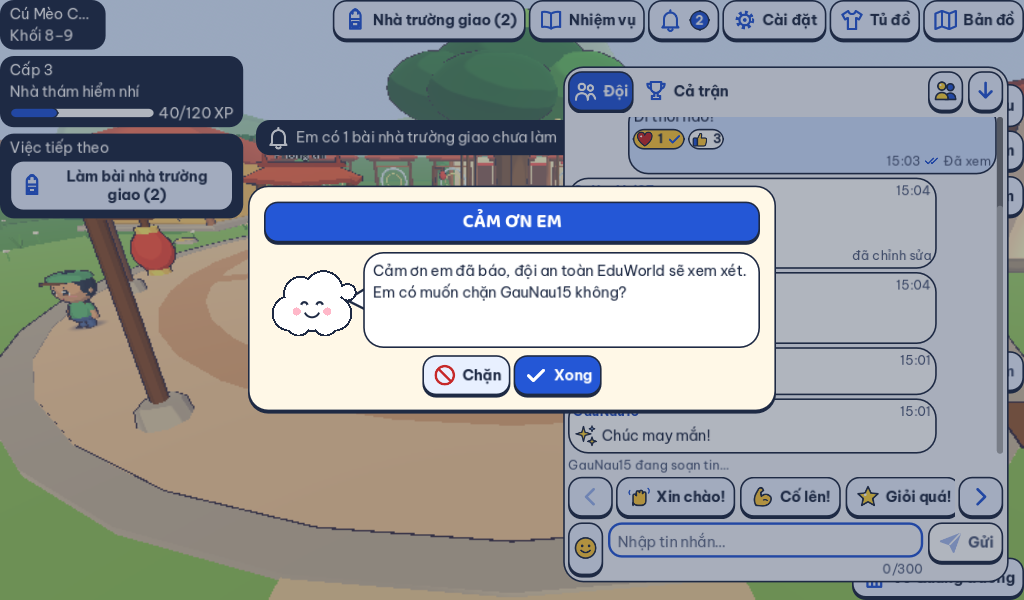 Cú Mèo C...
Khối 8–9
Nhà trường giao (2)
Nhiệm vụ
2
Cài đặt
Tủ đồ
Bản đồ
Cấp 3
Nhà thám hiểm nhí
40/120 XP
Việc tiếp theo
Làm bài nhà trường
giao (2)
Em có 1 bài nhà trường giao chưa làm
Đội
Cả trận
1
3
15:03
Đã xem
15:04
đã chỉnh sửa
15:04
15:01
15:01
Chúc may mắn!
GauNau15 đang soạn tin...
Xin chào!
Cố lên!
Giỏi quá!
Nhập tin nhắn...
Gửi
0/300
CẢM ƠN EM
Cảm ơn em đã báo, đội an toàn EduWorld sẽ xem xét.
Em có muốn chặn GauNau15 không?
Chặn
Xong